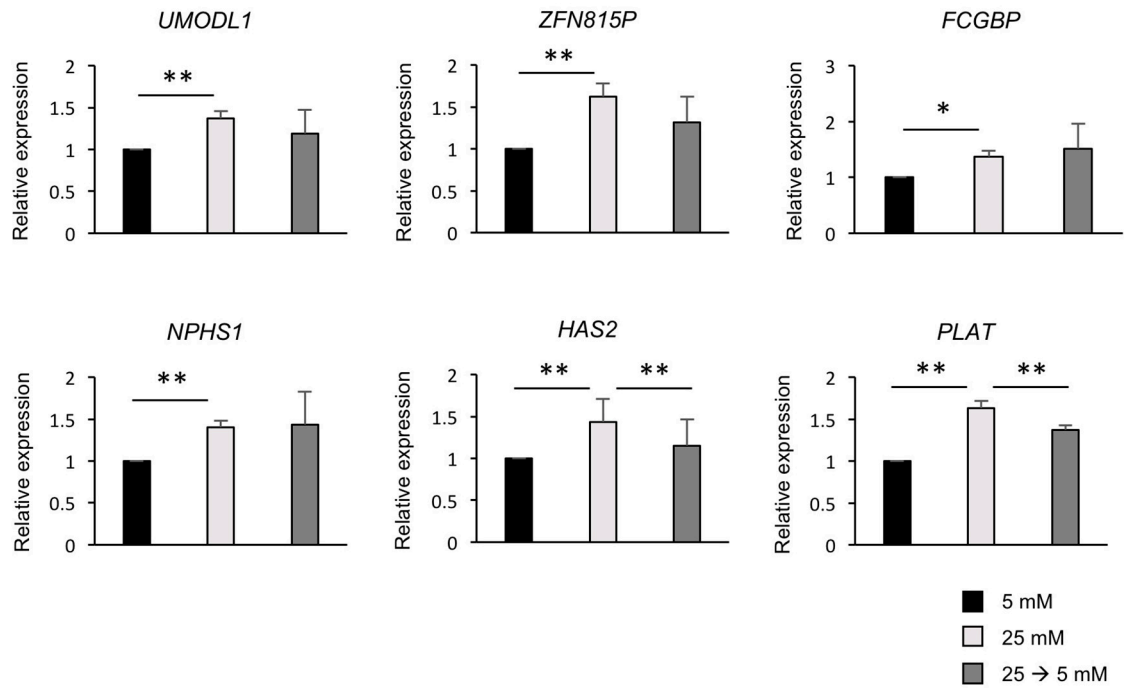 UMODL1
ZFN815P
FCGBP
Relative expression
2
1.5
1
0.5
0
**
Relative expression
2
1.5
1
0.5
0
**
Relative expression
3
2
1
0
*
NPHS1
HAS2
PLAT
Relative expression
2
1.5
1
0.5
0
**
Relative expression
2
1.5
1
0.5
0
**
**
Relative expression
2
1.5
1
0.5
0
**
**
5 mM
25 mM
25 → 5 mM